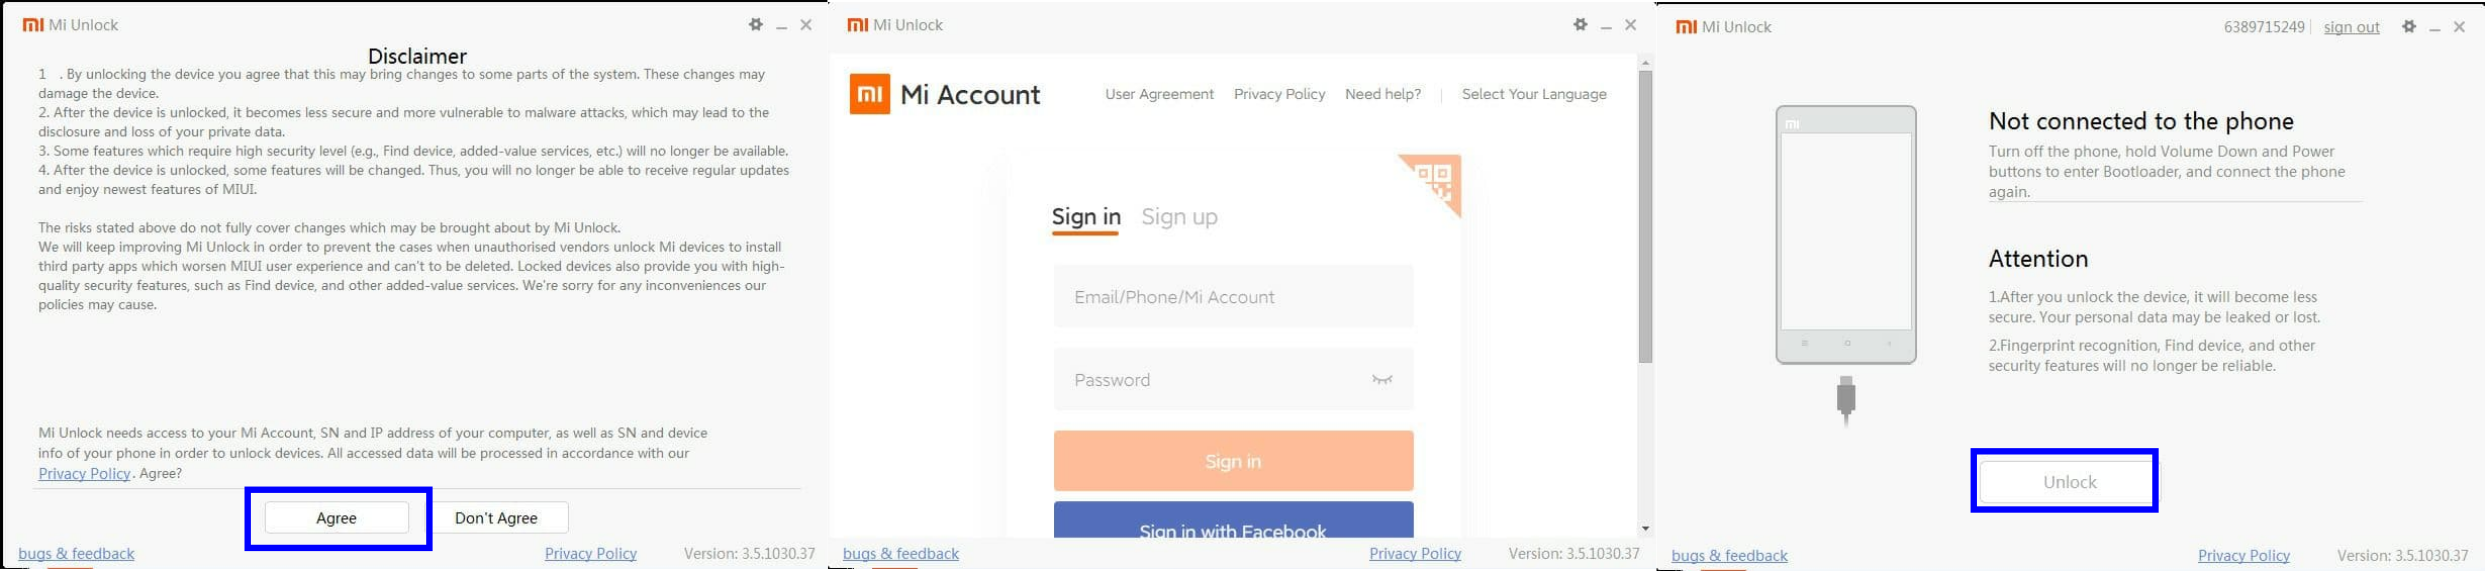 mi Mi Unlock
Disclaimer
1 . By unlocking the device you agree that this may bring changes to some parts of the system. These changes may
damage the device.
2. After the device is unlocked, it becomes less secure and more vulnerable to malware attacks, which may lead to the
disclosure and loss of your private data.
3. Some features which require high security level (e.g., Find device, added-value services, etc.) will no longer be available.
4. After the device is unlocked, some features will be changed. Thus, you will no longer be able to receive regular updates
and enjoy newest features of MIUI.
The risks stated above do not fully cover changes which may be brought about by Mi Unlock.
We will keep improving Mi Unlock in order to prevent the cases when unauthorised vendors unlock Mi devices to install
third party apps which worsen MIUI user experience and can't to be deleted. Locked devices also provide you with high-
quality security features, such as Find device, and other added-value services. We're sorry for any inconveniences our
policies may cause.
Mi Unlock needs access to your Mi Account, SN and IP address of your computer, as well as SN and device
info of your phone in order to unlock devices. All accessed data will be processed in accordance with our
Privacy Policy. Agree?
Agree Don't Agree
bugs & feedback Privacy Policy Version: 3.5.1030.37
mi Mi Unlock
mi Mi Account User Agreement Privacy Policy Need help? | Select Your Language
Sign in Sign up
Email/Phone/Mi Account
Password
Sign in
Sign in with Facebook
bugs & feedback Privacy Policy Version: 3.5.1030.37
mi Mi Unlock 6389715249 | sign out
mi
Not connected to the phone
Turn off the phone, hold Volume Down and Power
buttons to enter Bootloader, and connect the phone
again.
Attention
1.After you unlock the device, it will become less
secure. Your personal data may be leaked or lost.
2.Fingerprint recognition, Find device, and other
security features will no longer be reliable.
Unlock
bugs & feedback Privacy Policy Version: 3.5.1030.37